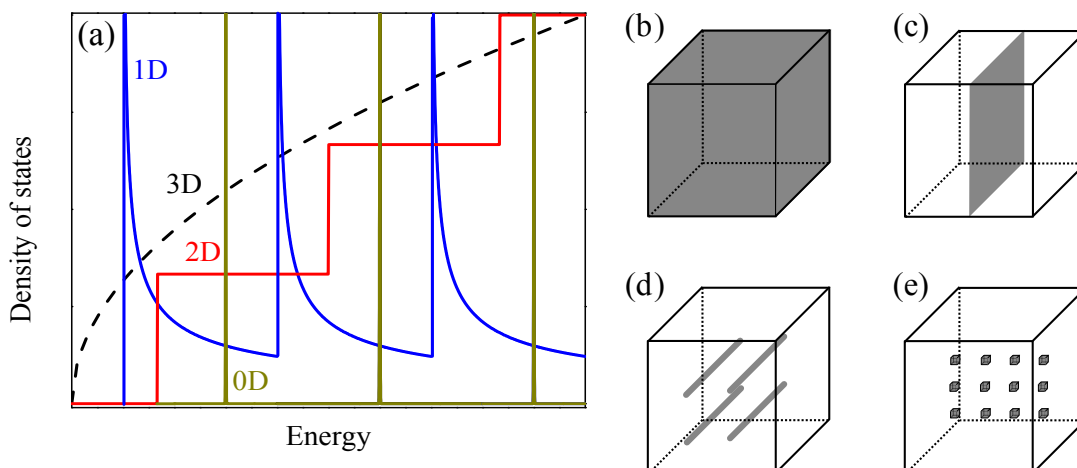 (a)
1D
3D
2D
0D
Density of states
Energy
(b)
(c)
(d)
(e)